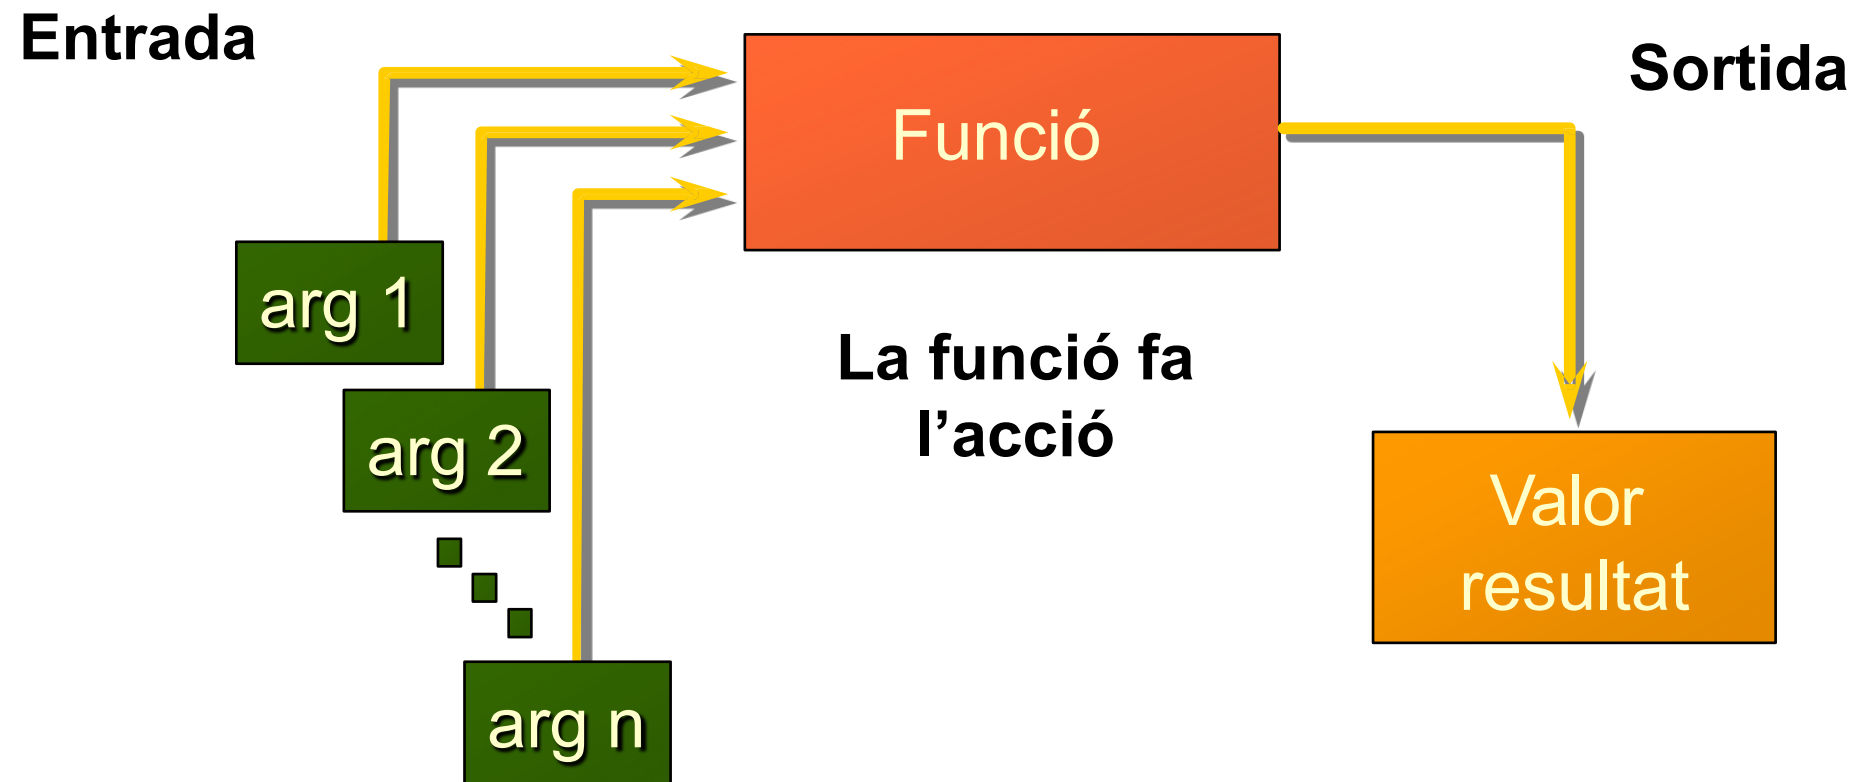 Entrada
Sortida
Funció
arg 1
La funció fa
l’acció
arg 2
Valor
resultat
arg n